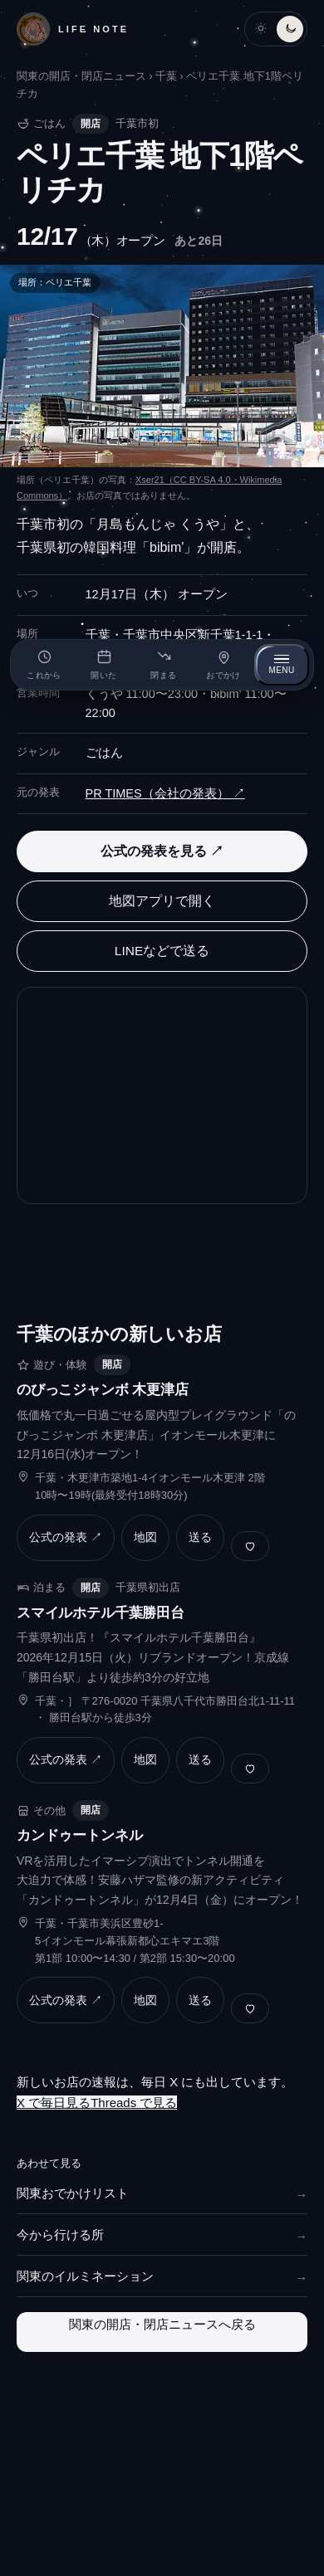 LIFE NOTE
関東の開店・閉店ニュース › 千葉 › ペリエ千葉 地下1階ペリ
チカ
ごはん 開店 千葉市初
ペリエ千葉 地下1階ペ
リチカ
12/17（木）オープン あと26日
場所：ペリエ千葉
場所（ペリエ千葉）の写真：Xser21（CC BY-SA 4.0・Wikimedia
Commons）。お店の写真ではありません。
千葉市初の「月島もんじゃ くうや」と、
千葉県初の韓国料理「bibim’」が開店。
いつ 12月17日（木） オープン
場所 千葉・千葉市中央区新千葉1-1-1・
これから 開いた 閉まる おでかけ MENU
営業時間 くうや 11:00〜23:00・bibim’ 11:00〜
22:00
ジャンル ごはん
元の発表 PR TIMES（会社の発表） ↗
公式の発表を見る ↗
地図アプリで開く
LINEなどで送る
千葉のほかの新しいお店
遊び・体験 開店
のびっこジャンボ 木更津店
低価格で丸一日過ごせる屋内型プレイグラウンド「の
びっこジャンボ 木更津店」イオンモール木更津に
12月16日(水)オープン！
千葉・木更津市築地1-4イオンモール木更津 2階
10時〜19時(最終受付18時30分)
公式の発表 ↗ 地図 送る
泊まる 開店 千葉県初出店
スマイルホテル千葉勝田台
千葉県初出店！『スマイルホテル千葉勝田台』
2026年12月15日（火）リブランドオープン！京成線
「勝田台駅」より徒歩約3分の好立地
千葉・］ 〒276-0020 千葉県八千代市勝田台北1-11-11
・ 勝田台駅から徒歩3分
公式の発表 ↗ 地図 送る
その他 開店
カンドゥートンネル
VRを活用したイマーシブ演出でトンネル開通を
大迫力で体感！安藤ハザマ監修の新アクティビティ
「カンドゥートンネル」が12月4日（金）にオープン！
千葉・千葉市美浜区豊砂1-
5イオンモール幕張新都心エキマエ3階
第1部 10:00〜14:30 / 第2部 15:30〜20:00
公式の発表 ↗ 地図 送る
新しいお店の速報は、毎日 X にも出しています。
X で毎日見るThreads で見る
あわせて見る
関東おでかけリスト →
今から行ける所 →
関東のイルミネーション →
関東の開店・閉店ニュースへ戻る